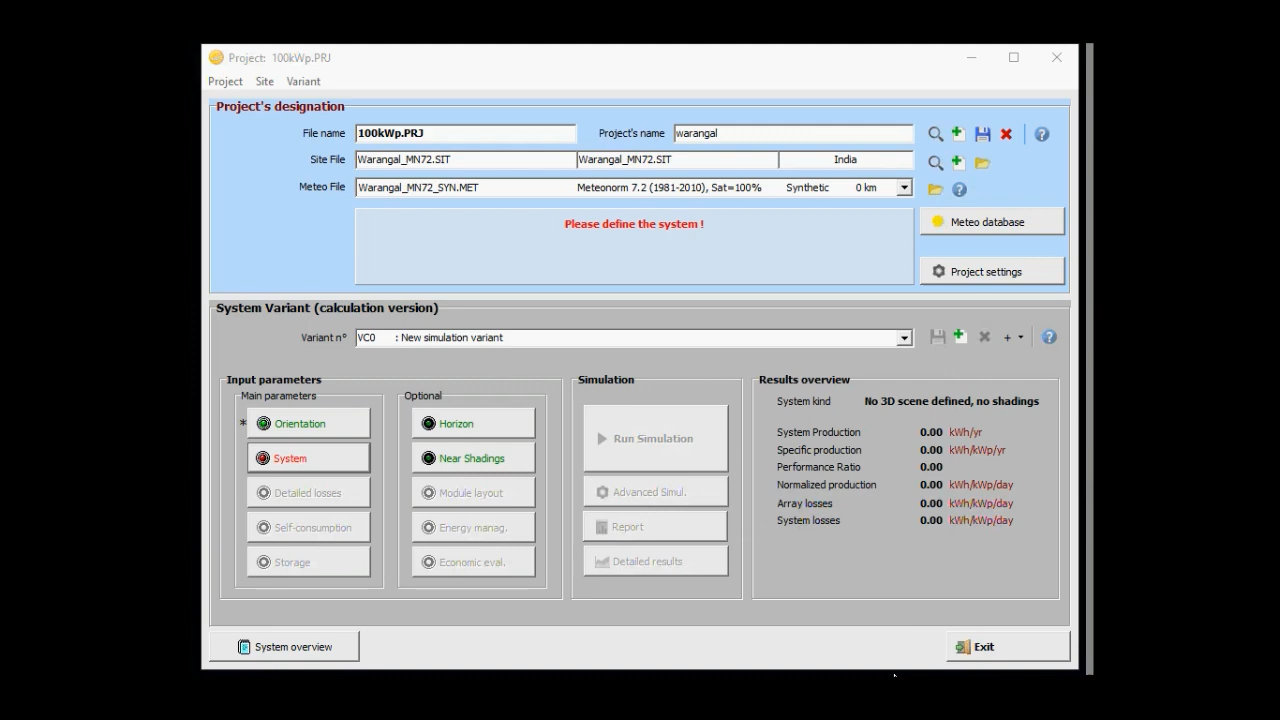 Project: 100kWp.PRJ
Project Site Variant
Project's designation
File name 100kWp.PRJ Project's name warangal
Site File Warangal_MN72.SIT Warangal_MN72.SIT India
Meteo File Warangal_MN72_SYN.MET Meteonorm 7.2 (1981-2010), Sat=100% Synthetic 0 km
Please define the system !
Meteo database
Project settings
System Variant (calculation version)
Variant n° VC0 : New simulation variant
Input parameters
Main parameters
* Orientation
System
Detailed losses
Self-consumption
Storage
Optional
Horizon
Near Shadings
Module layout
Energy manag.
Economic eval.
Simulation
Run Simulation
Advanced Simul.
Report
Detailed results
Results overview
System kind No 3D scene defined, no shadings
System Production 0.00 kWh/yr
Specific production 0.00 kWh/kWp/yr
Performance Ratio 0.00
Normalized production 0.00 kWh/kWp/day
Array losses 0.00 kWh/kWp/day
System losses 0.00 kWh/kWp/day
System overview
Exit